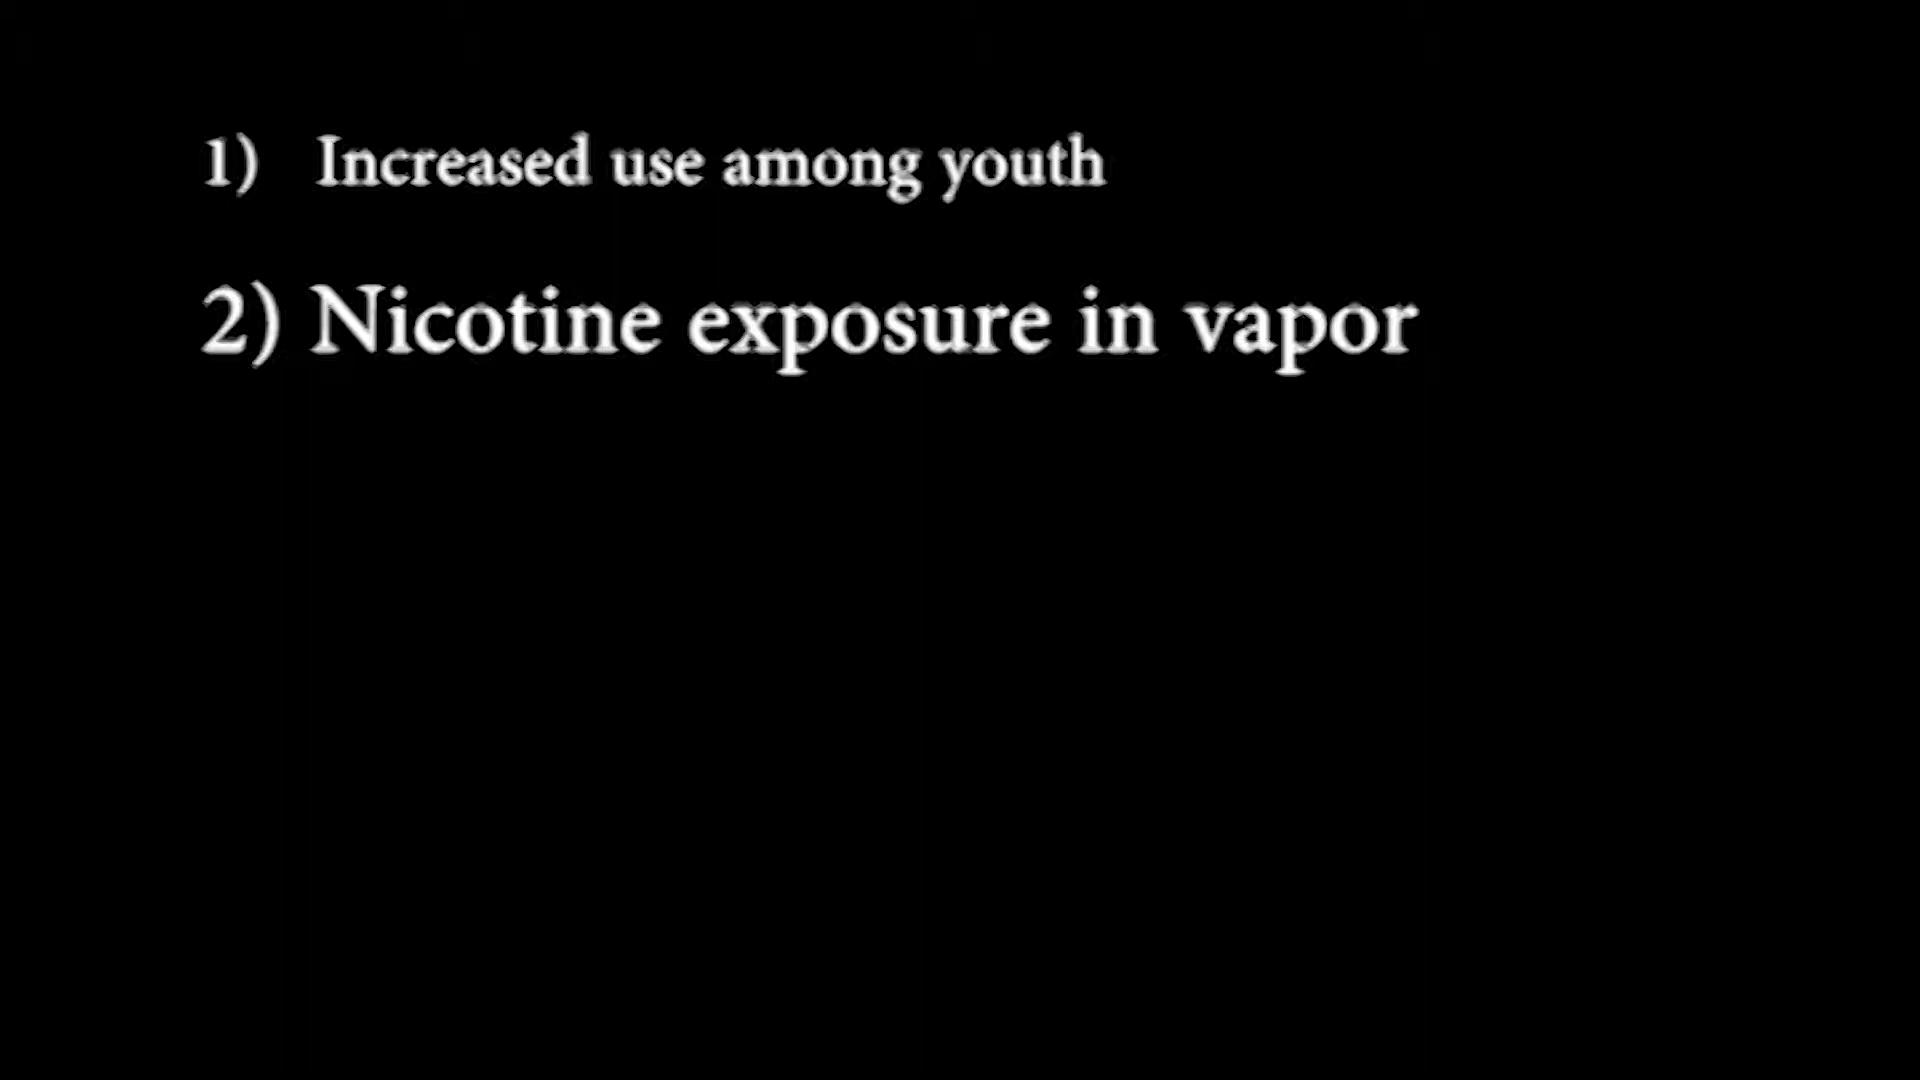 1) Increased use among youth
2) Nicotine exposure in vapor